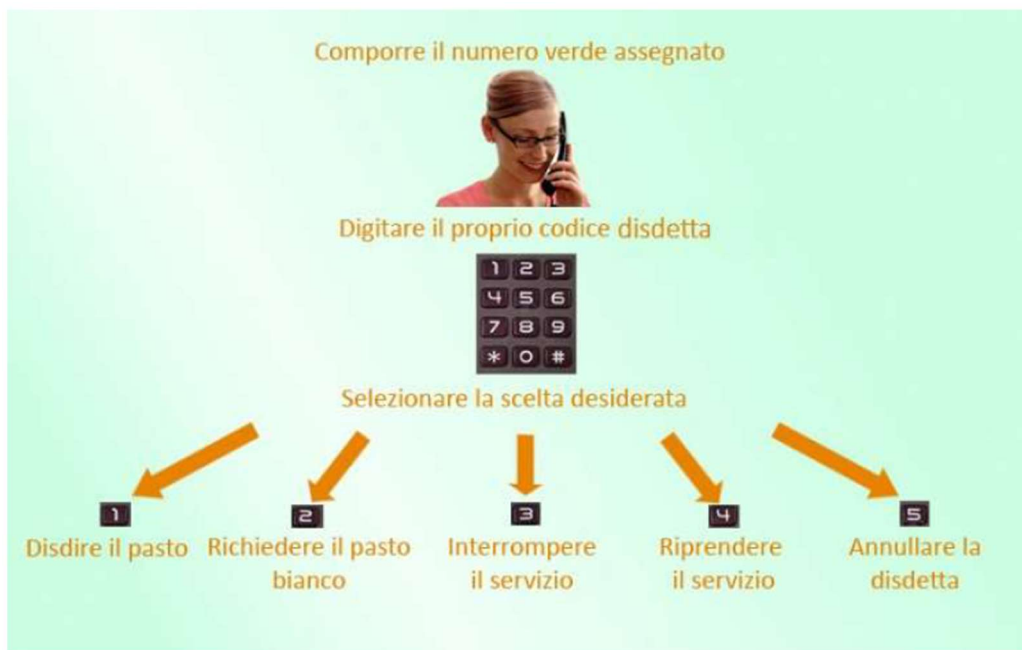 Comporre il numero verde assegnato
Digitare il proprio codice disdetta
1 2 3
4 5 6
7 8 9
* 0 #
Selezionare la scelta desiderata
1
Disdire il pasto
2
Richiedere il pasto
bianco
3
Interrompere
il servizio
4
Riprendere
il servizio
5
Annullare la
disdetta